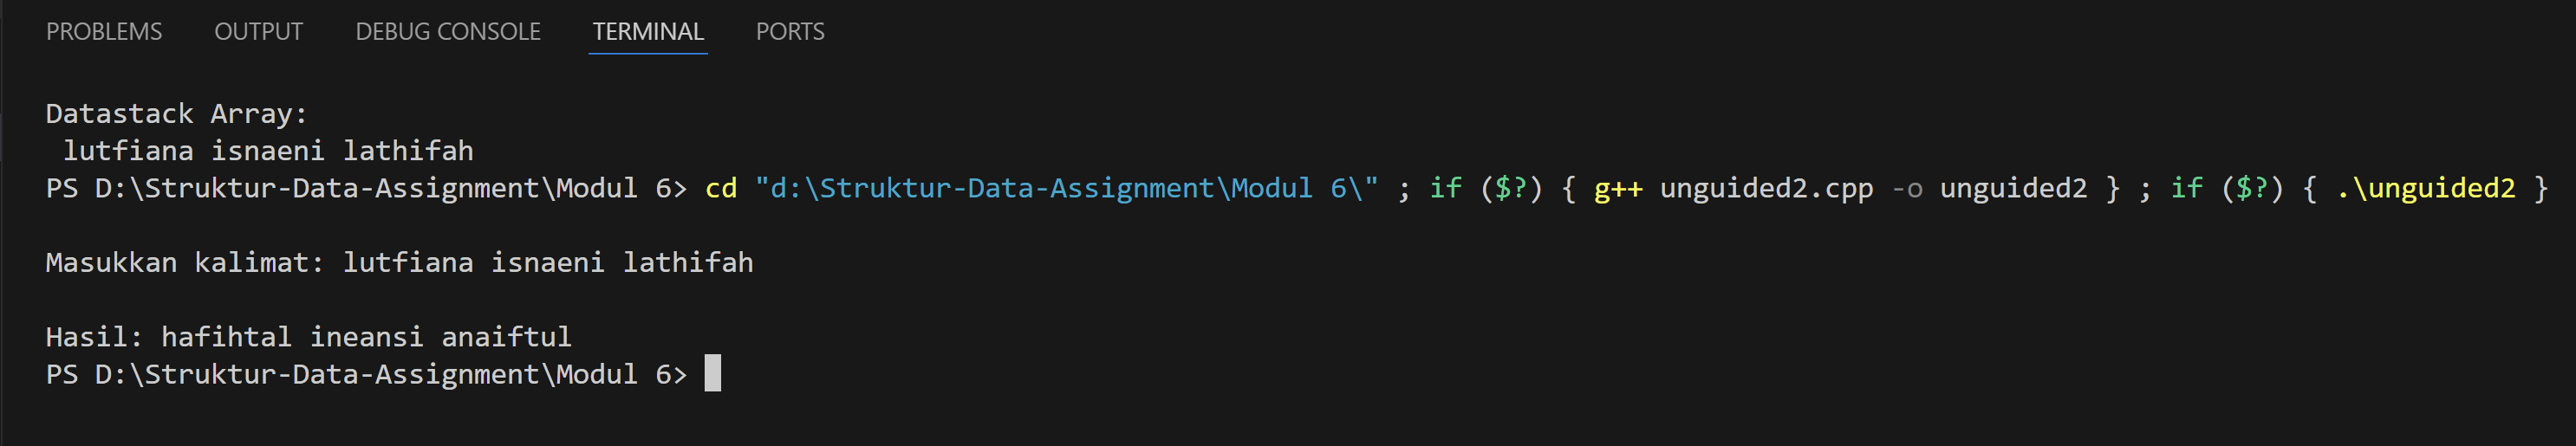 PROBLEMS OUTPUT DEBUG CONSOLE TERMINAL PORTS
Datastack Array:
 lutfiana isnaeni lathifah
PS D:\Struktur-Data-Assignment\Modul 6> cd "d:\Struktur-Data-Assignment\Modul 6\" ; if ($?) { g++ unguided2.cpp -o unguided2 } ; if ($?) { .\unguided2 }
Masukkan kalimat: lutfiana isnaeni lathifah
Hasil: hafihtal ineansi anaiftul
PS D:\Struktur-Data-Assignment\Modul 6>